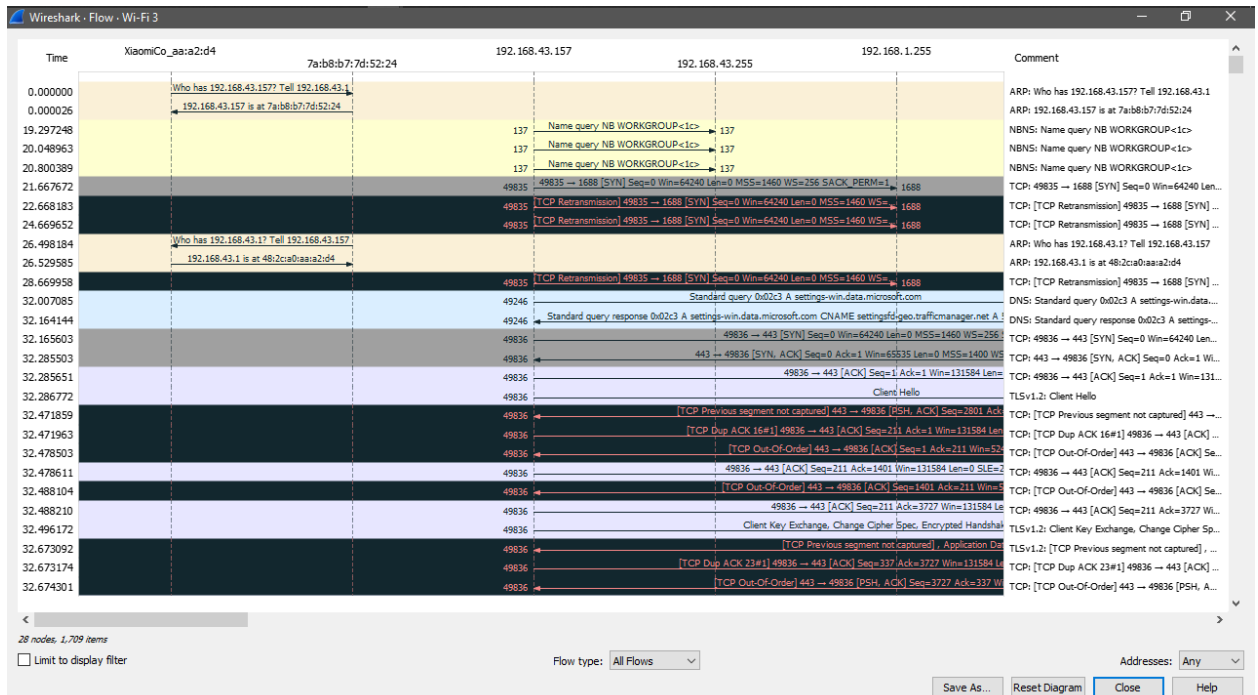 Wireshark · Flow · Wi-Fi 3
Time
XiaomiCo_aa:a2:d4
7a:b8:b7:7d:52:24
192.168.43.157
192.168.43.255
192.168.1.255
Comment
0.000000 Who has 192.168.43.157? Tell 192.168.43.1 ARP: Who has 192.168.43.157? Tell 192.168.43.1
0.000026 192.168.43.157 is at 7a:b8:b7:7d:52:24 ARP: 192.168.43.157 is at 7a:b8:b7:7d:52:24
19.297248 137 Name query NB WORKGROUP<1c> 137 NBNS: Name query NB WORKGROUP<1c>
20.048963 137 Name query NB WORKGROUP<1c> 137 NBNS: Name query NB WORKGROUP<1c>
20.800389 137 Name query NB WORKGROUP<1c> 137 NBNS: Name query NB WORKGROUP<1c>
21.667672 49835 49835 → 1688 [SYN] Seq=0 Win=64240 Len=0 MSS=1460 WS=256 SACK_PERM=1 1688 TCP: 49835 → 1688 [SYN] Seq=0 Win=64240 Len...
22.668183 49835 [TCP Retransmission] 49835 → 1688 [SYN] Seq=0 Win=64240 Len=0 MSS=1460 WS=... 1688 TCP: [TCP Retransmission] 49835 → 1688 [SYN] ...
24.669652 49835 [TCP Retransmission] 49835 → 1688 [SYN] Seq=0 Win=64240 Len=0 MSS=1460 WS=... 1688 TCP: [TCP Retransmission] 49835 → 1688 [SYN] ...
26.498184 Who has 192.168.43.1? Tell 192.168.43.157 ARP: Who has 192.168.43.1? Tell 192.168.43.157
26.529585 192.168.43.1 is at 48:2c:a0:aa:a2:d4 ARP: 192.168.43.1 is at 48:2c:a0:aa:a2:d4
28.669958 49835 [TCP Retransmission] 49835 → 1688 [SYN] Seq=0 Win=64240 Len=0 MSS=1460 WS=... 1688 TCP: [TCP Retransmission] 49835 → 1688 [SYN] ...
32.007085 49246 Standard query 0x02c3 A settings-win.data.microsoft.com DNS: Standard query 0x02c3 A settings-win.data....
32.164144 49246 Standard query response 0x02c3 A settings-win.data.microsoft.com CNAME settingsfd-geo.trafficmanager.net A DNS: Standard query response 0x02c3 A settings-...
32.165603 49836 49836 → 443 [SYN] Seq=0 Win=64240 Len=0 MSS=1460 WS=256 TCP: 49836 → 443 [SYN] Seq=0 Win=64240 Len...
32.285503 49836 443 → 49836 [SYN, ACK] Seq=0 Ack=1 Win=65535 Len=0 MSS=1400 WS TCP: 443 → 49836 [SYN, ACK] Seq=0 Ack=1 Wi...
32.285651 49836 49836 → 443 [ACK] Seq=1 Ack=1 Win=131584 Len= TCP: 49836 → 443 [ACK] Seq=1 Ack=1 Win=131...
32.286772 49836 Client Hello TLSv1.2: Client Hello
32.471859 49836 [TCP Previous segment not captured] 443 → 49836 [PSH, ACK] Seq=2801 Ack TCP: [TCP Previous segment not captured] 443 →...
32.471963 49836 [TCP Dup ACK 16#1] 49836 → 443 [ACK] Seq=211 Ack=1 Win=131584 Len TCP: [TCP Dup ACK 16#1] 49836 → 443 [ACK] ...
32.478503 49836 [TCP Out-Of-Order] 443 → 49836 [ACK] Seq=1 Ack=211 Win=524 TCP: [TCP Out-Of-Order] 443 → 49836 [ACK] Se...
32.478611 49836 49836 → 443 [ACK] Seq=211 Ack=1401 Win=131584 Len=0 SLE=2 TCP: 49836 → 443 [ACK] Seq=211 Ack=1401 Wi...
32.488104 49836 [TCP Out-Of-Order] 443 → 49836 [ACK] Seq=1401 Ack=211 Win=5 TCP: [TCP Out-Of-Order] 443 → 49836 [ACK] Se...
32.488210 49836 49836 → 443 [ACK] Seq=211 Ack=3727 Win=131584 Le TCP: 49836 → 443 [ACK] Seq=211 Ack=3727 Wi...
32.496172 49836 Client Key Exchange, Change Cipher Spec, Encrypted Handshak TLSv1.2: Client Key Exchange, Change Cipher Sp...
32.673092 49836 [TCP Previous segment not captured] , Application Dat TLSv1.2: [TCP Previous segment not captured] , ...
32.673174 49836 [TCP Dup ACK 23#1] 49836 → 443 [ACK] Seq=337 Ack=3727 Win=131584 Le TCP: [TCP Dup ACK 23#1] 49836 → 443 [ACK] ...
32.674301 49836 [TCP Out-Of-Order] 443 → 49836 [PSH, ACK] Seq=3727 Ack=337 Wi TCP: [TCP Out-Of-Order] 443 → 49836 [PSH, A...
28 nodes, 1,709 items
Limit to display filter
Flow type: All Flows
Addresses: Any
Save As...
Reset Diagram
Close
Help